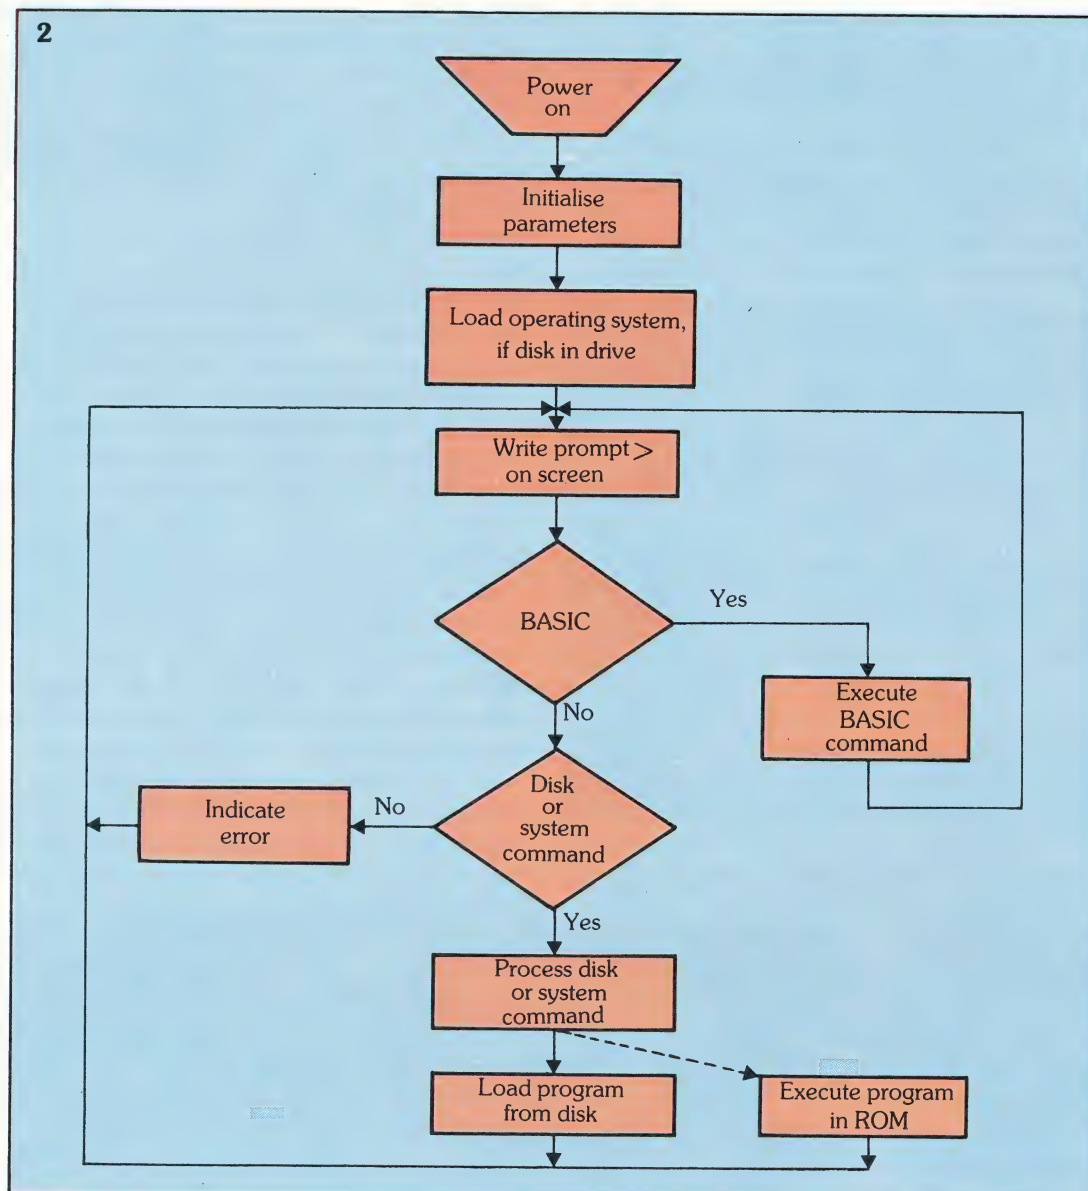 2
Power
on
Initialise
parameters
Load operating system,
if disk in drive
Write prompt >
on screen
BASIC
Yes
Execute
BASIC
command
No
Disk
or
system
command
No
Indicate
error
Yes
Process disk
or system
command
Load program
from disk
Execute program
in ROM